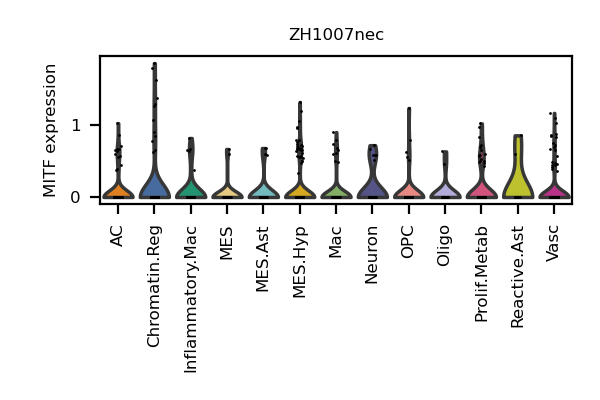 ZH1007nec
MITF expression
1
0
AC
Chromatin.Reg
Inflammatory.Mac
MES
MES.Ast
MES.Hyp
Mac
Neuron
OPC
Oligo
Prolif.Metab
Reactive.Ast
Vasc